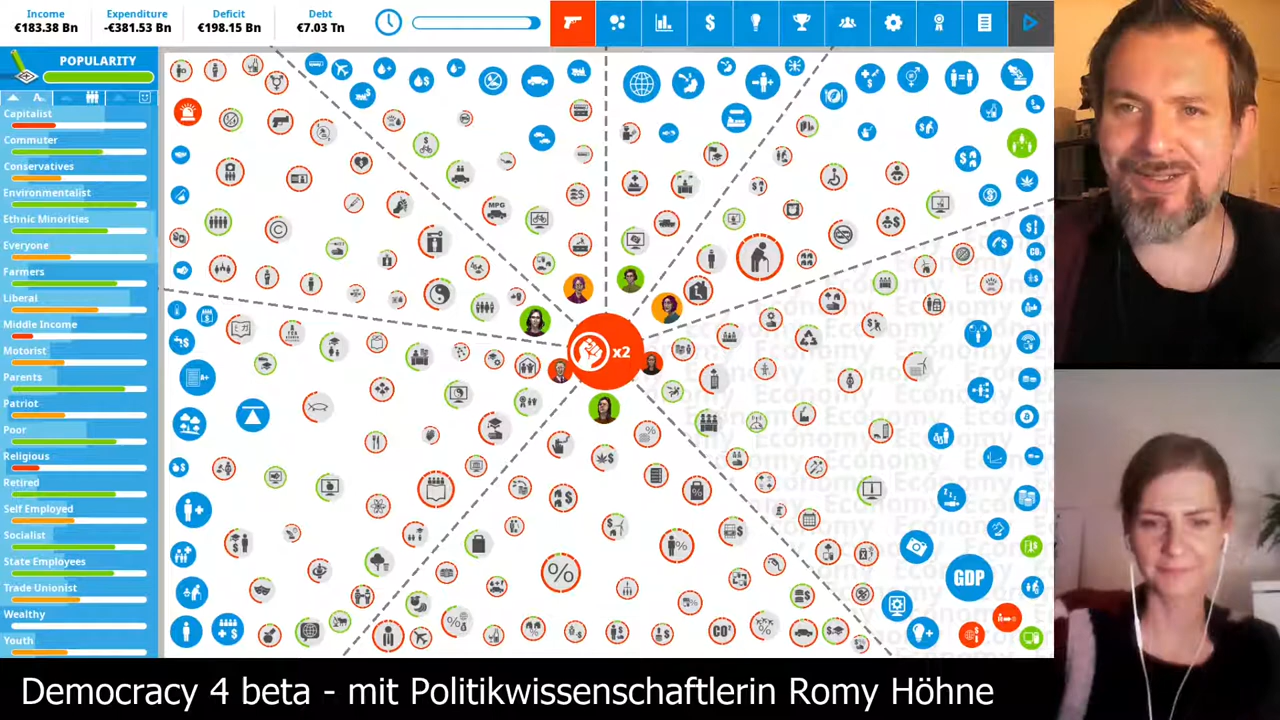 Income
Expenditure
Deficit
Debt
€183.38 Bn
-€381.53 Bn
€198.15 Bn
€7.03 Tn
POPULARITY
Capitalist
Commuter
Conservatives
Environmentalist
Ethnic Minorities
Everyone
Farmers
Liberal
Middle Income
Motorist
Parents
Patriot
Poor
Religious
Retired
Self Employed
Socialist
State Employees
Trade Unionist
Wealthy
Youth
MPG
x2
A+
CO²
CO²
GDP
Economy
Democracy 4 beta - mit Politikwissenschaftlerin Romy Höhne